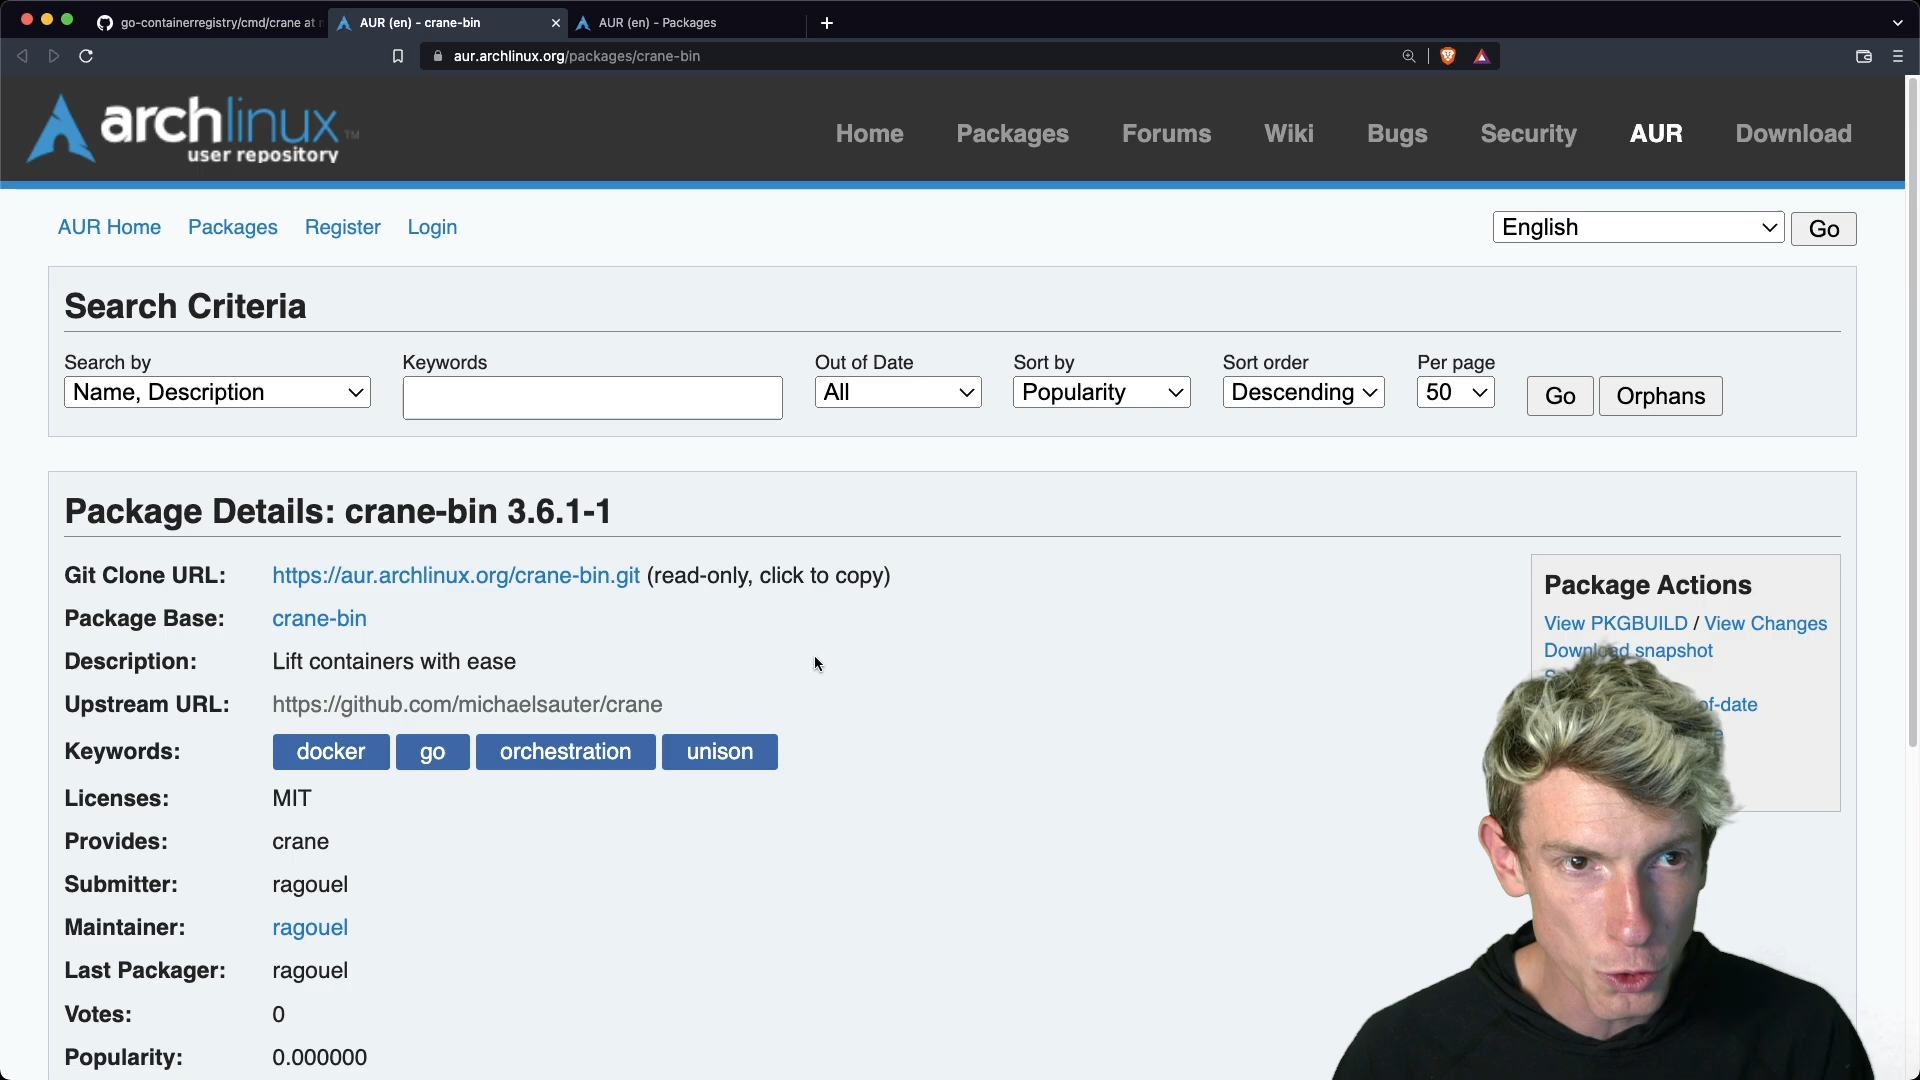 go-containerregistry/cmd/crane at
AUR (en) - crane-bin
AUR (en) - Packages
aur.archlinux.org/packages/crane-bin
archlinux TM
user repository
Home Packages Forums Wiki Bugs Security AUR Download
AUR Home Packages Register Login
English Go
Search Criteria
Search by Keywords Out of Date Sort by Sort order Per page
Name, Description All Popularity Descending 50 Go Orphans
Package Details: crane-bin 3.6.1-1
Git Clone URL: https://aur.archlinux.org/crane-bin.git (read-only, click to copy)
Package Base: crane-bin
Description: Lift containers with ease
Upstream URL: https://github.com/michaelsauter/crane
Keywords: docker go orchestration unison
Licenses: MIT
Provides: crane
Submitter: ragouel
Maintainer: ragouel
Last Packager: ragouel
Votes: 0
Popularity: 0.000000
Package Actions
View PKGBUILD / View Changes
Download snapshot
of-date